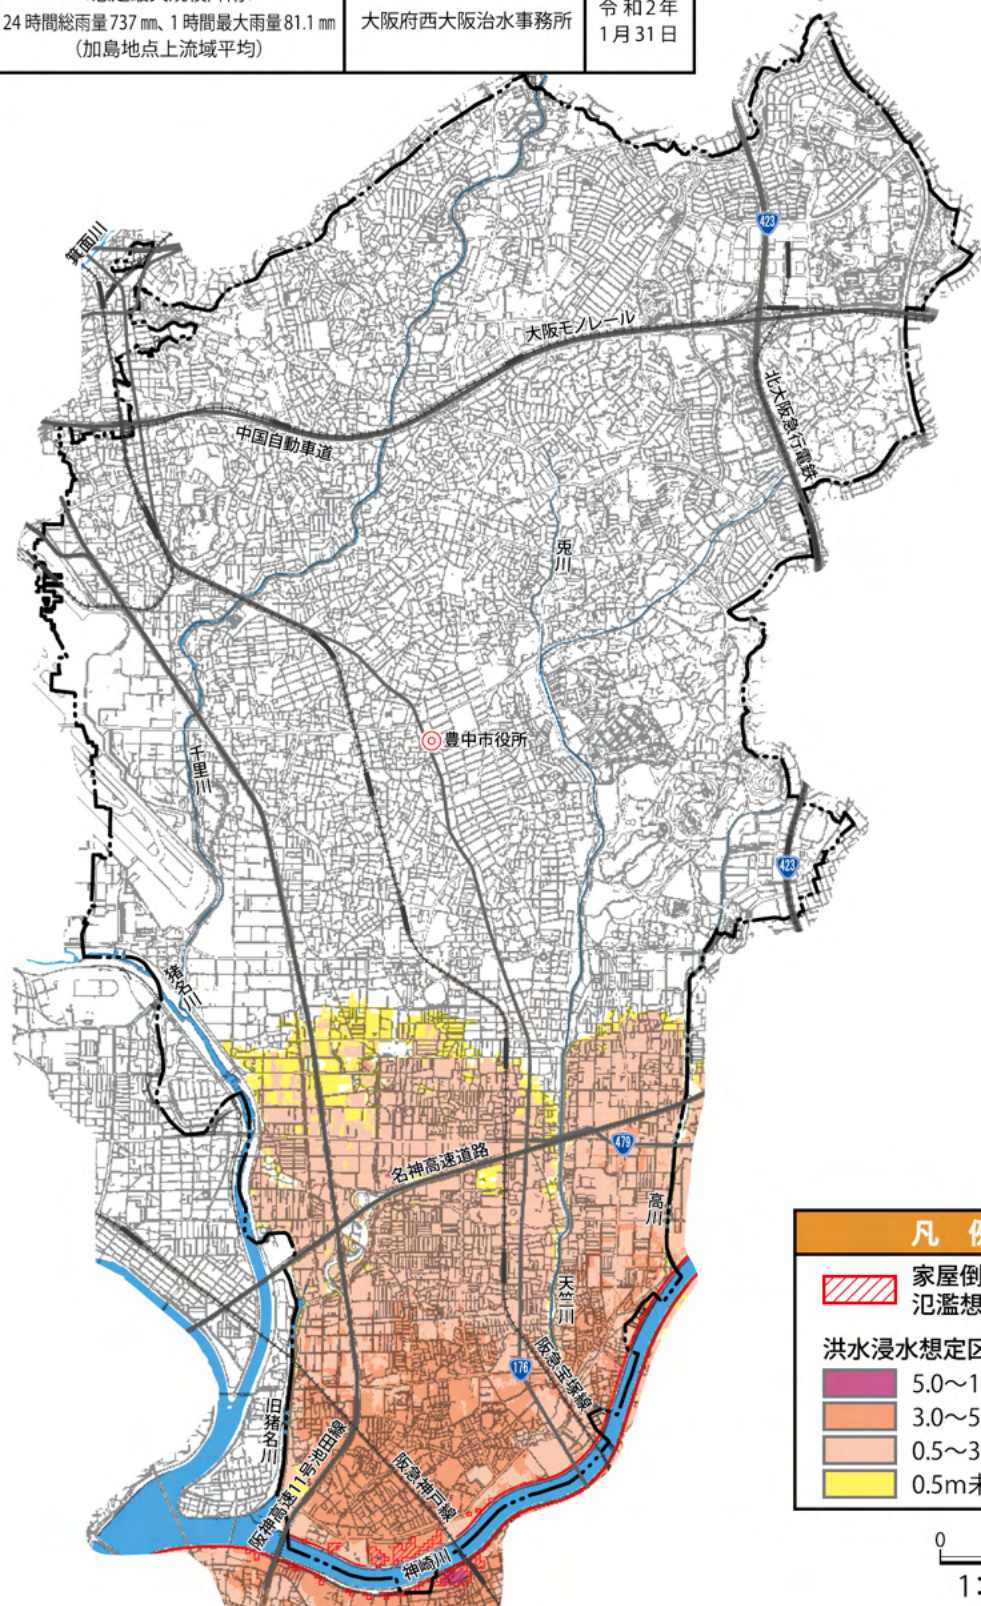 24時間総雨量737㎜、1時間最大雨量81.1㎜
（加島地点上流域平均）
大阪府西大阪治水事務所
令和2年
1月31日
423
箕面川
大阪モノレール
中国自動車道
北大阪急行電鉄
兎川
豊中市役所
千里川
423
猪名川
479
名神高速道路
高川
天竺川
176
阪急宝塚線
旧猪名川
阪神高速11号池田線
阪急神戸線
神崎川
凡
家屋倒
氾濫想
洪水浸水想定区
5.0～1
3.0～5
0.5～3
0.5m未
0
1: